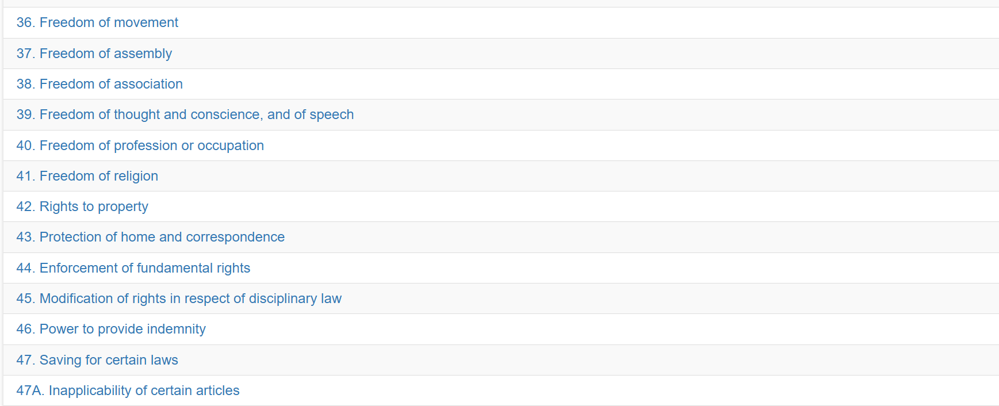 36. Freedom of movement
37. Freedom of assembly
38. Freedom of association
39. Freedom of thought and conscience, and of speech
40. Freedom of profession or occupation
41. Freedom of religion
42. Rights to property
43. Protection of home and correspondence
44. Enforcement of fundamental rights
45. Modification of rights in respect of disciplinary law
46. Power to provide indemnity
47. Saving for certain laws
47A. Inapplicability of certain articles